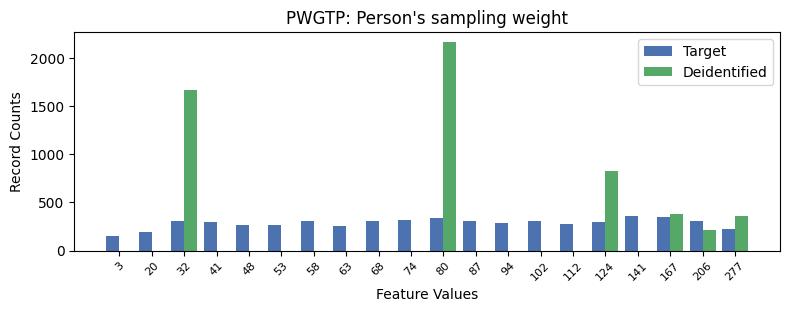 PWGTP: Person's sampling weight
Target
Deidentified
Record Counts
2000
1500
1000
500
0
3 20 32 41 48 53 58 63 68 74 80 87 94 102 112 124 141 167 206 277
Feature Values